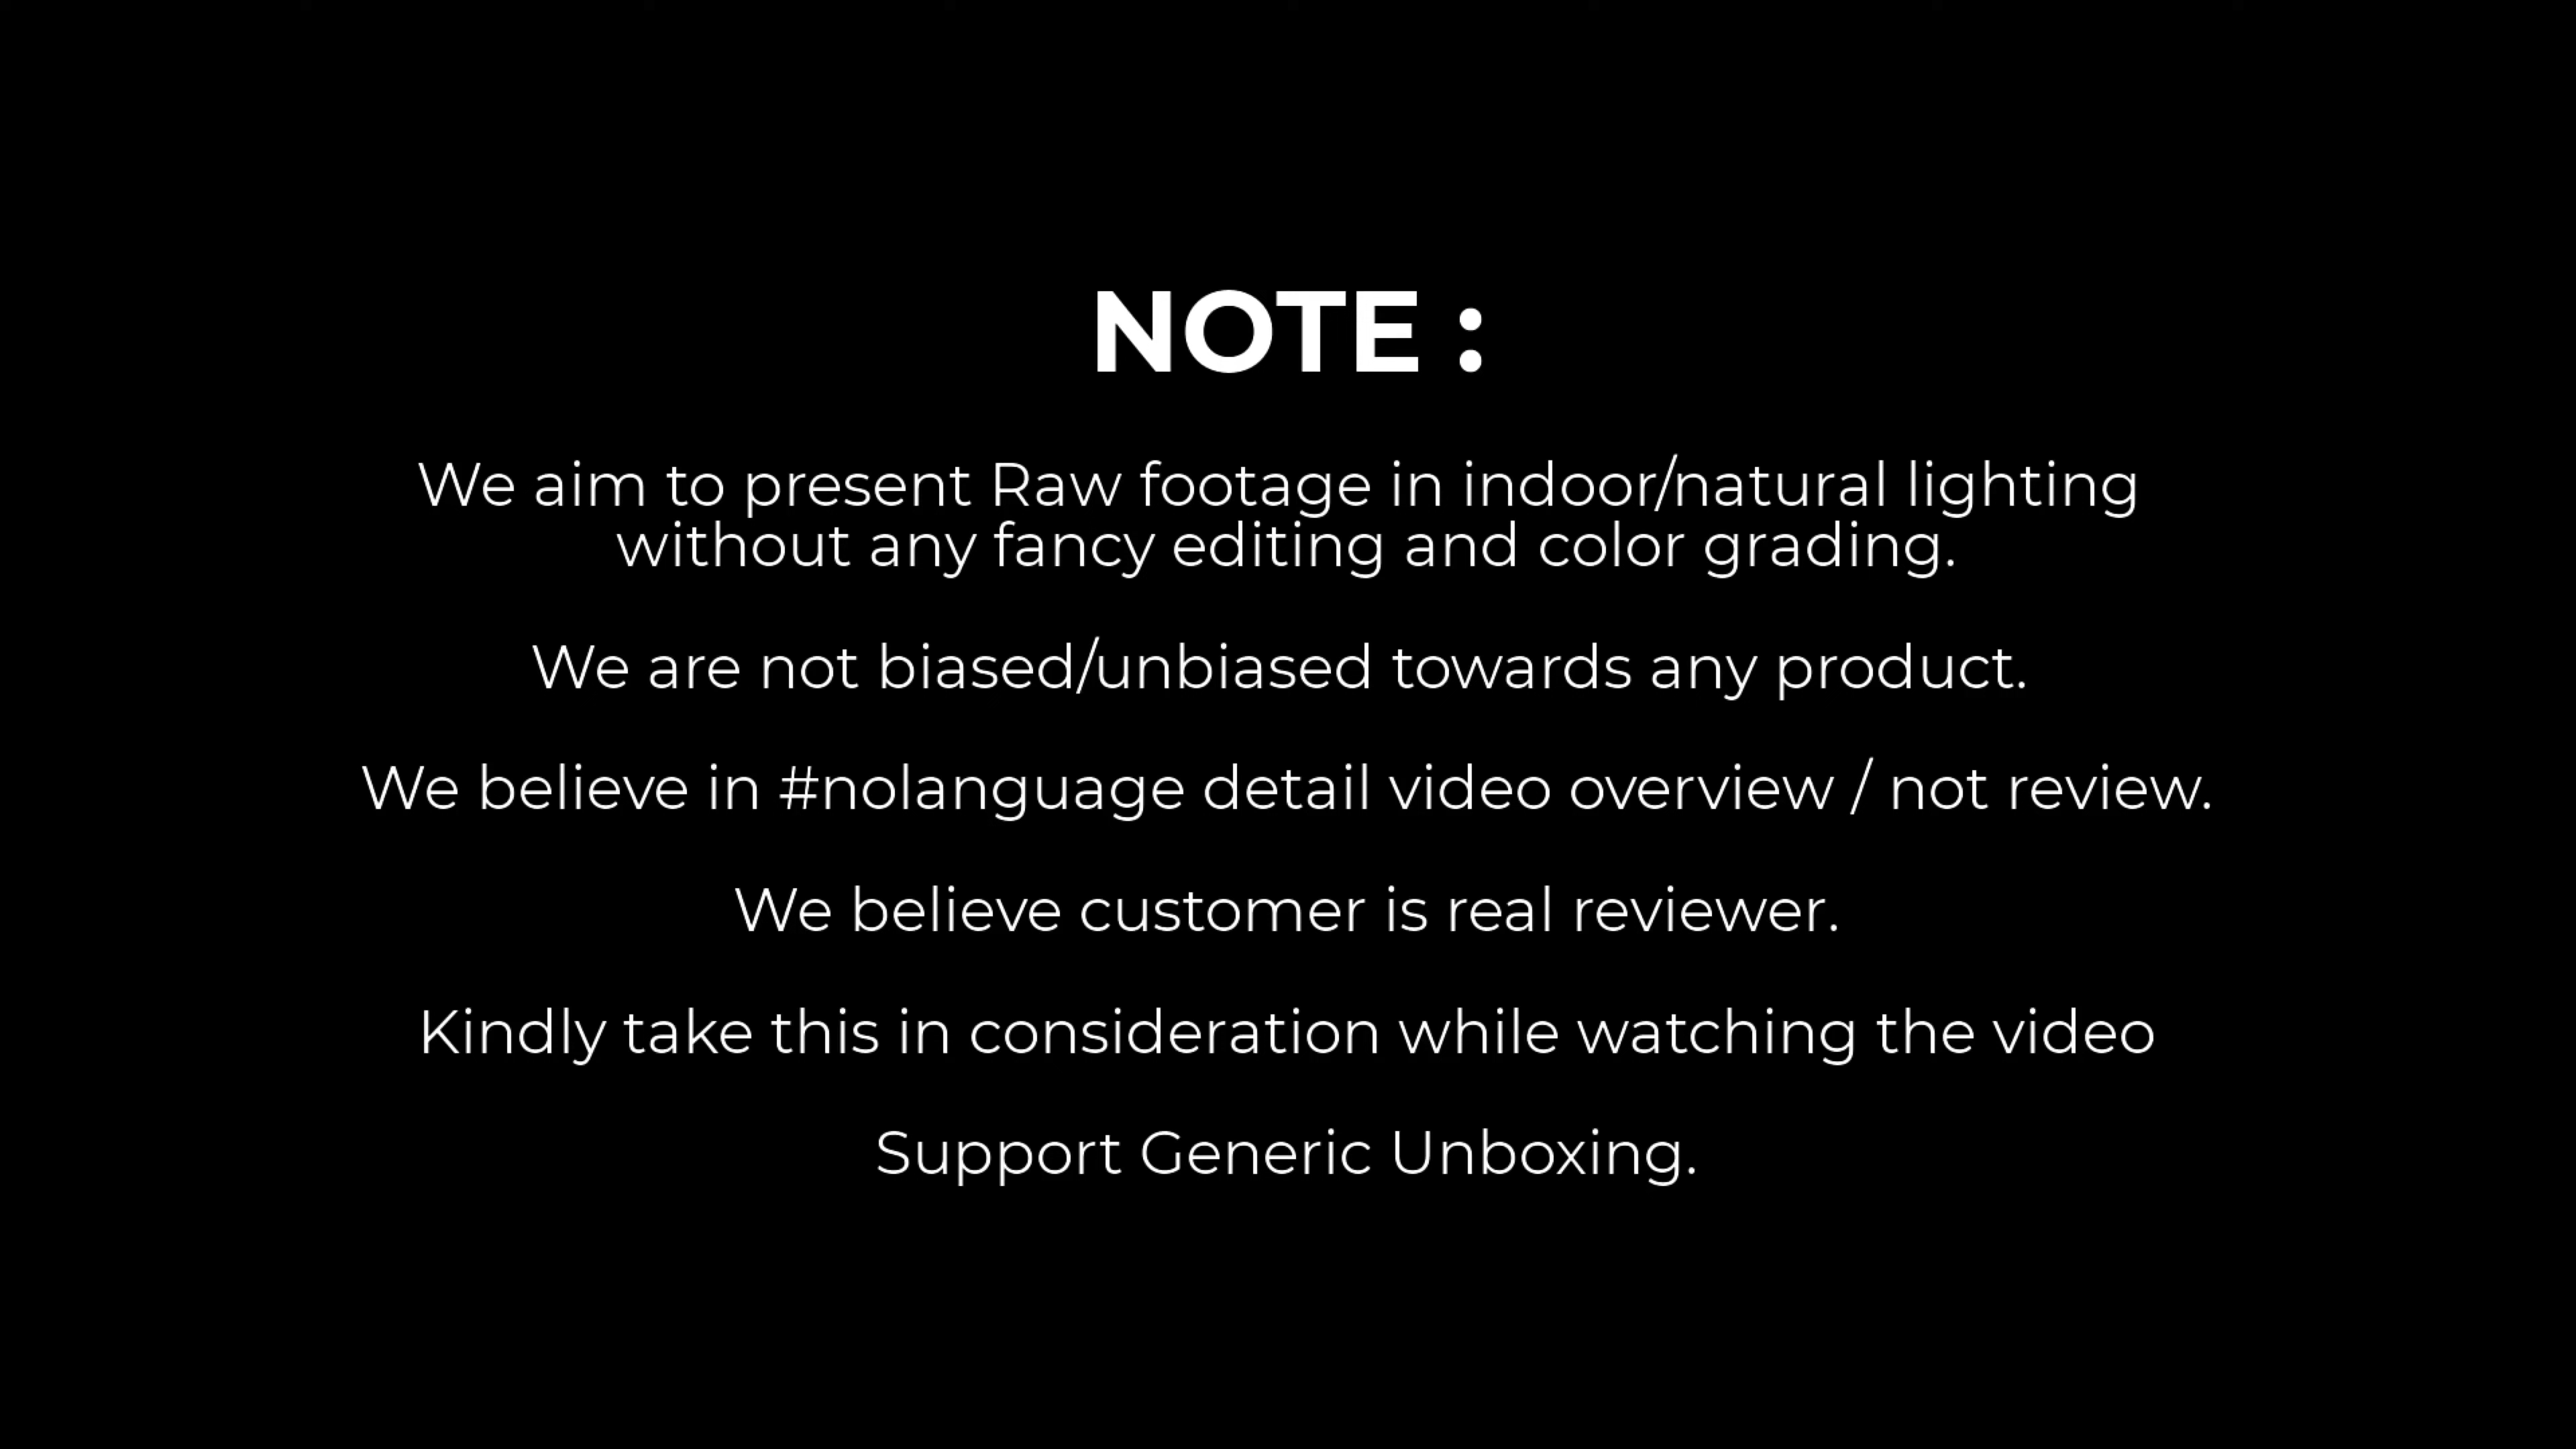 NOTE :
We aim to present Raw footage in indoor/natural lighting
without any fancy editing and color grading.
We are not biased/unbiased towards any product.
We believe in #nolanguage detail video overview / not review.
We believe customer is real reviewer.
Kindly take this in consideration while watching the video
Support Generic Unboxing.